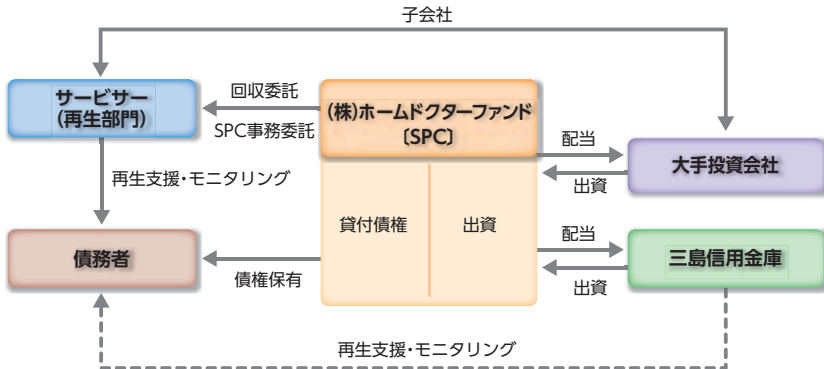 子会社
サービサー
(再生部門)
回収委託
SPC事務委託
(株)ホームドクターファンド
〔SPC〕
配当
出資
大手投資会社
再生支援・モニタリング
貸付債権
出資
債務者
債権保有
配当
出資
三島信用金庫
再生支援・モニタリング